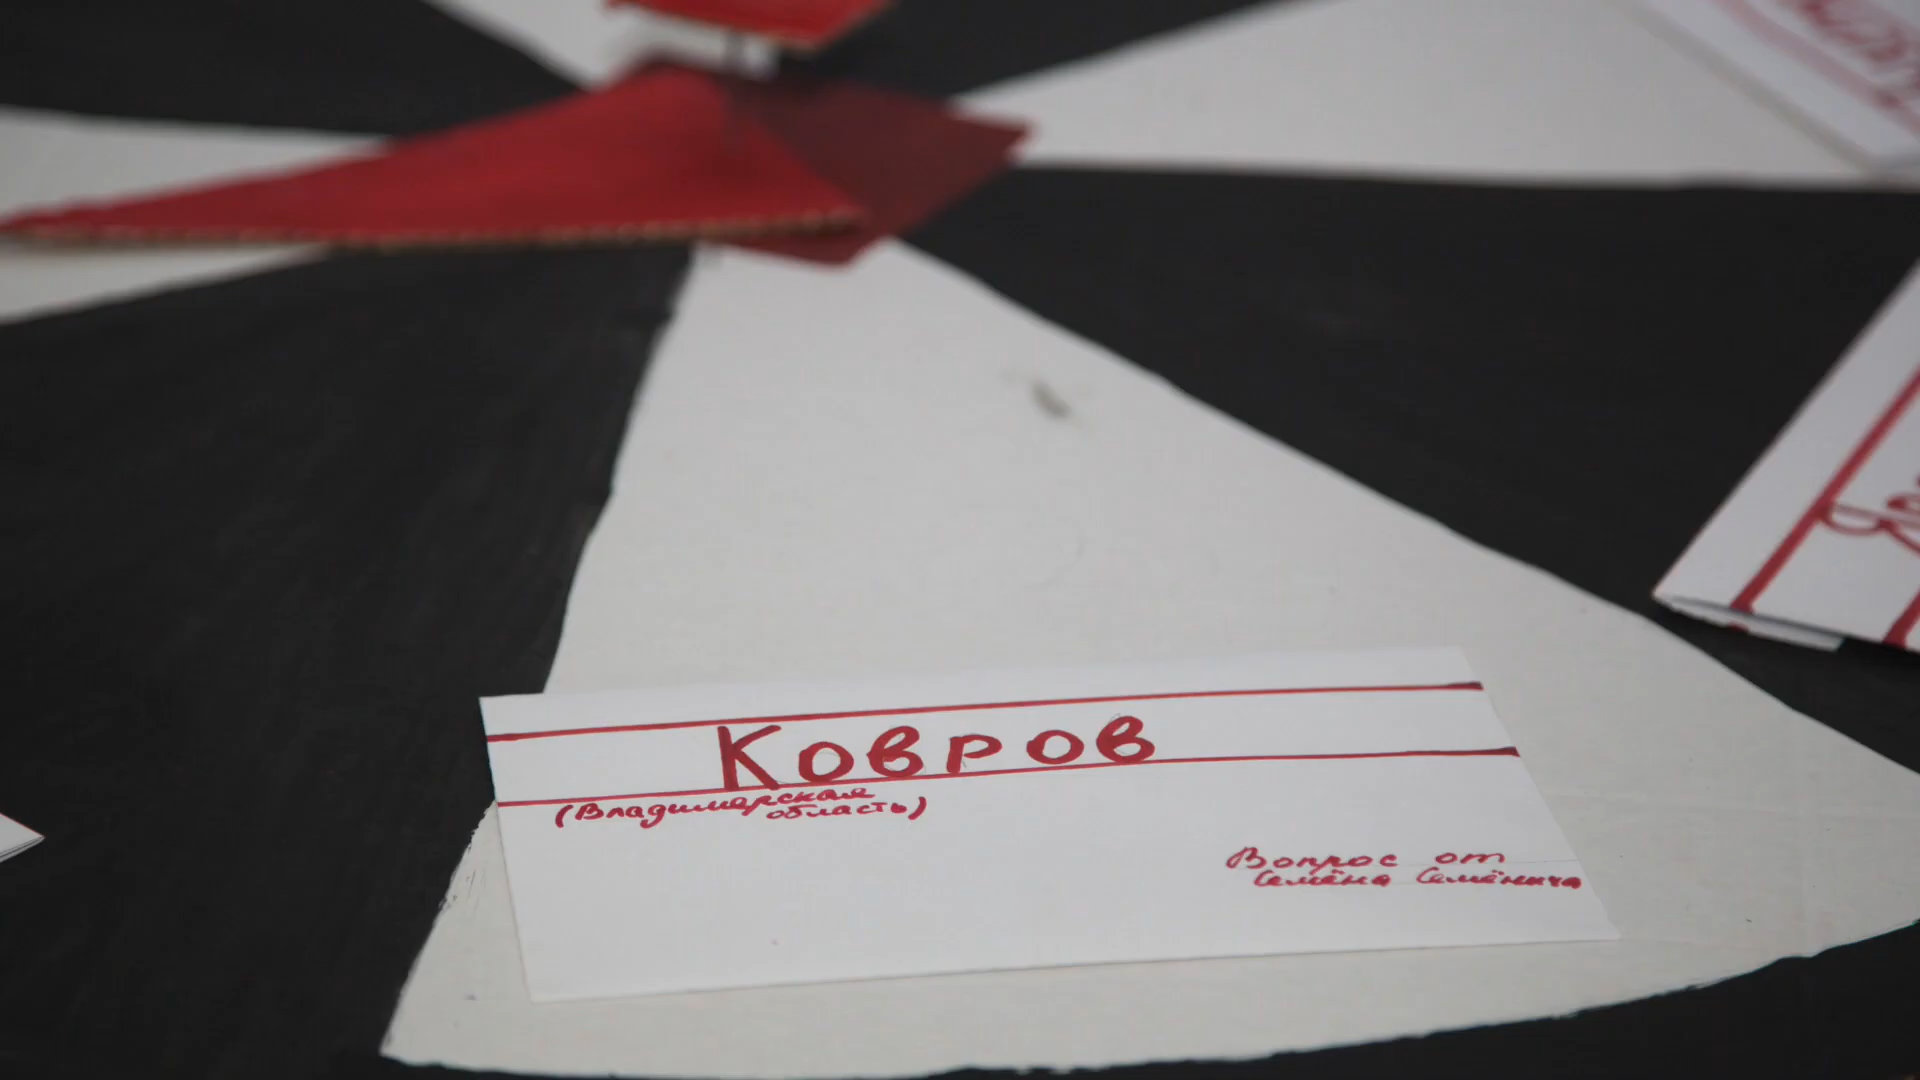 Ковров
(Владимирская
область)
Вопрос от
Семёна Семёныча